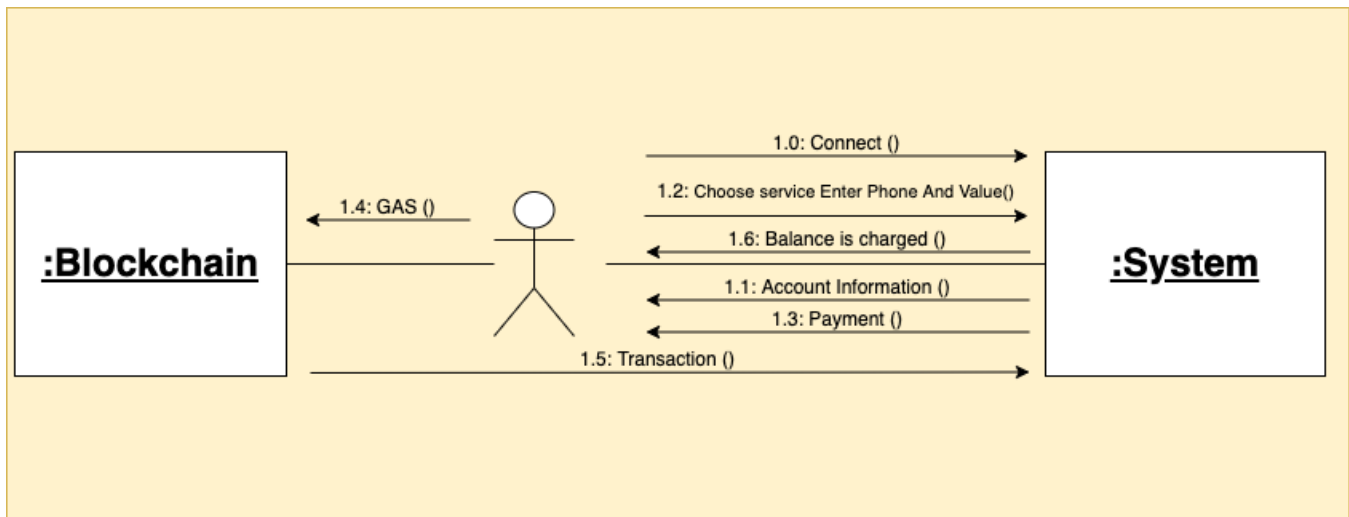 1.0: Connect ()
1.2: Choose service Enter Phone And Value()
1.4: GAS ()
1.6: Balance is charged ()
:Blockchain
:System
1.1: Account Information ()
1.3: Payment ()
1.5: Transaction ()